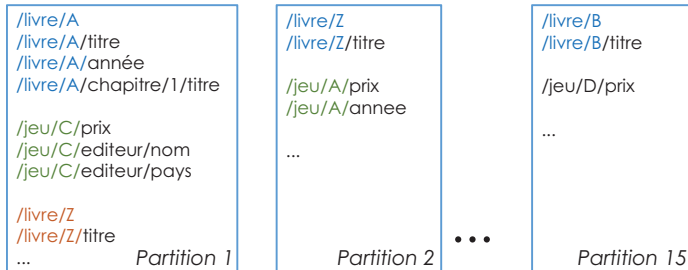 /livre/A
/livre/A/titre
/livre/A/année
/livre/A/chapitre/1/titre
/jeu/C/prix
/jeu/C/editeur/nom
/jeu/C/editeur/pays
/livre/Z
/livre/Z/titre
...
Partition 1
/livre/Z
/livre/Z/titre
/jeu/A/prix
/jeu/A/annee
...
Partition 2
...
/livre/B
/livre/B/titre
/jeu/D/prix
...
Partition 15